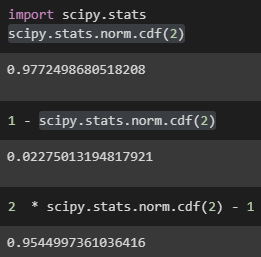 import scipy.stats
scipy.stats.norm.cdf(2)
0.9772498680518208
1 - scipy.stats.norm.cdf(2)
0.02275013194817921
2  * scipy.stats.norm.cdf(2) - 1
0.9544997361036416